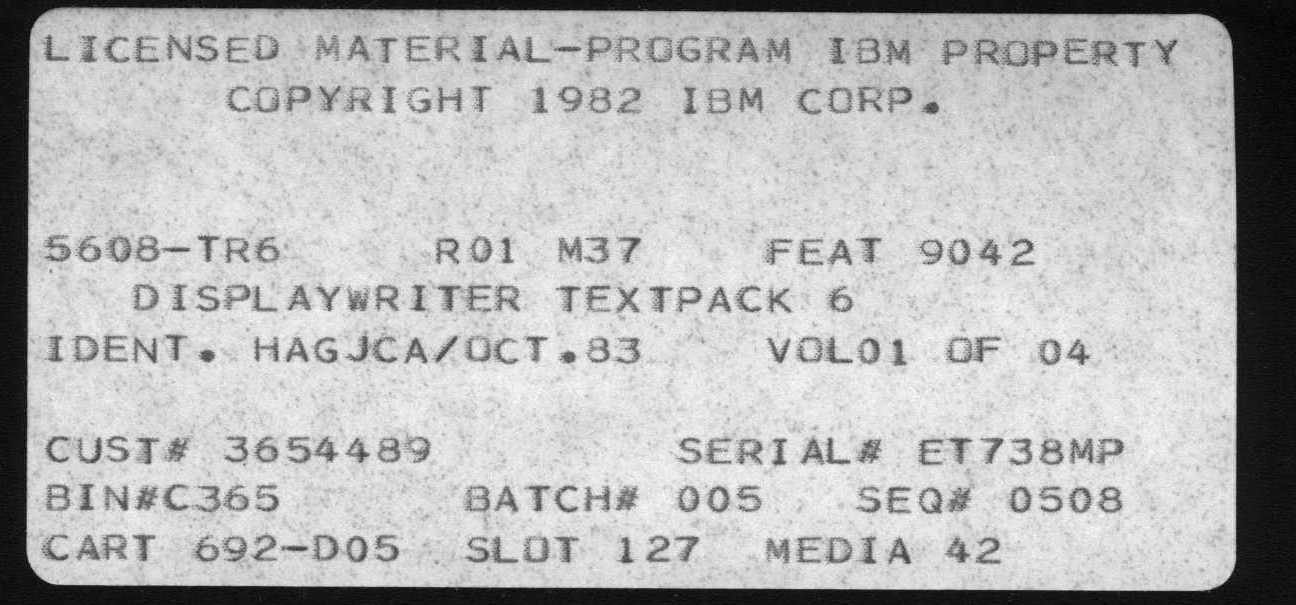 LICENSED MATERIAL-PROGRAM IBM PROPERTY
COPYRIGHT 1982 IBM CORP.
5608-TR6 R01 M37 FEAT 9042
DISPLAYWRITER TEXTPACK 6
IDENT. HAGJCA/OCT.83 VOL01 OF 04
CUST# 3654489 SERIAL# ET738MP
BIN#C365 BATCH# 005 SEQ# 0508
CART 692-D05 SLOT 127 MEDIA 42